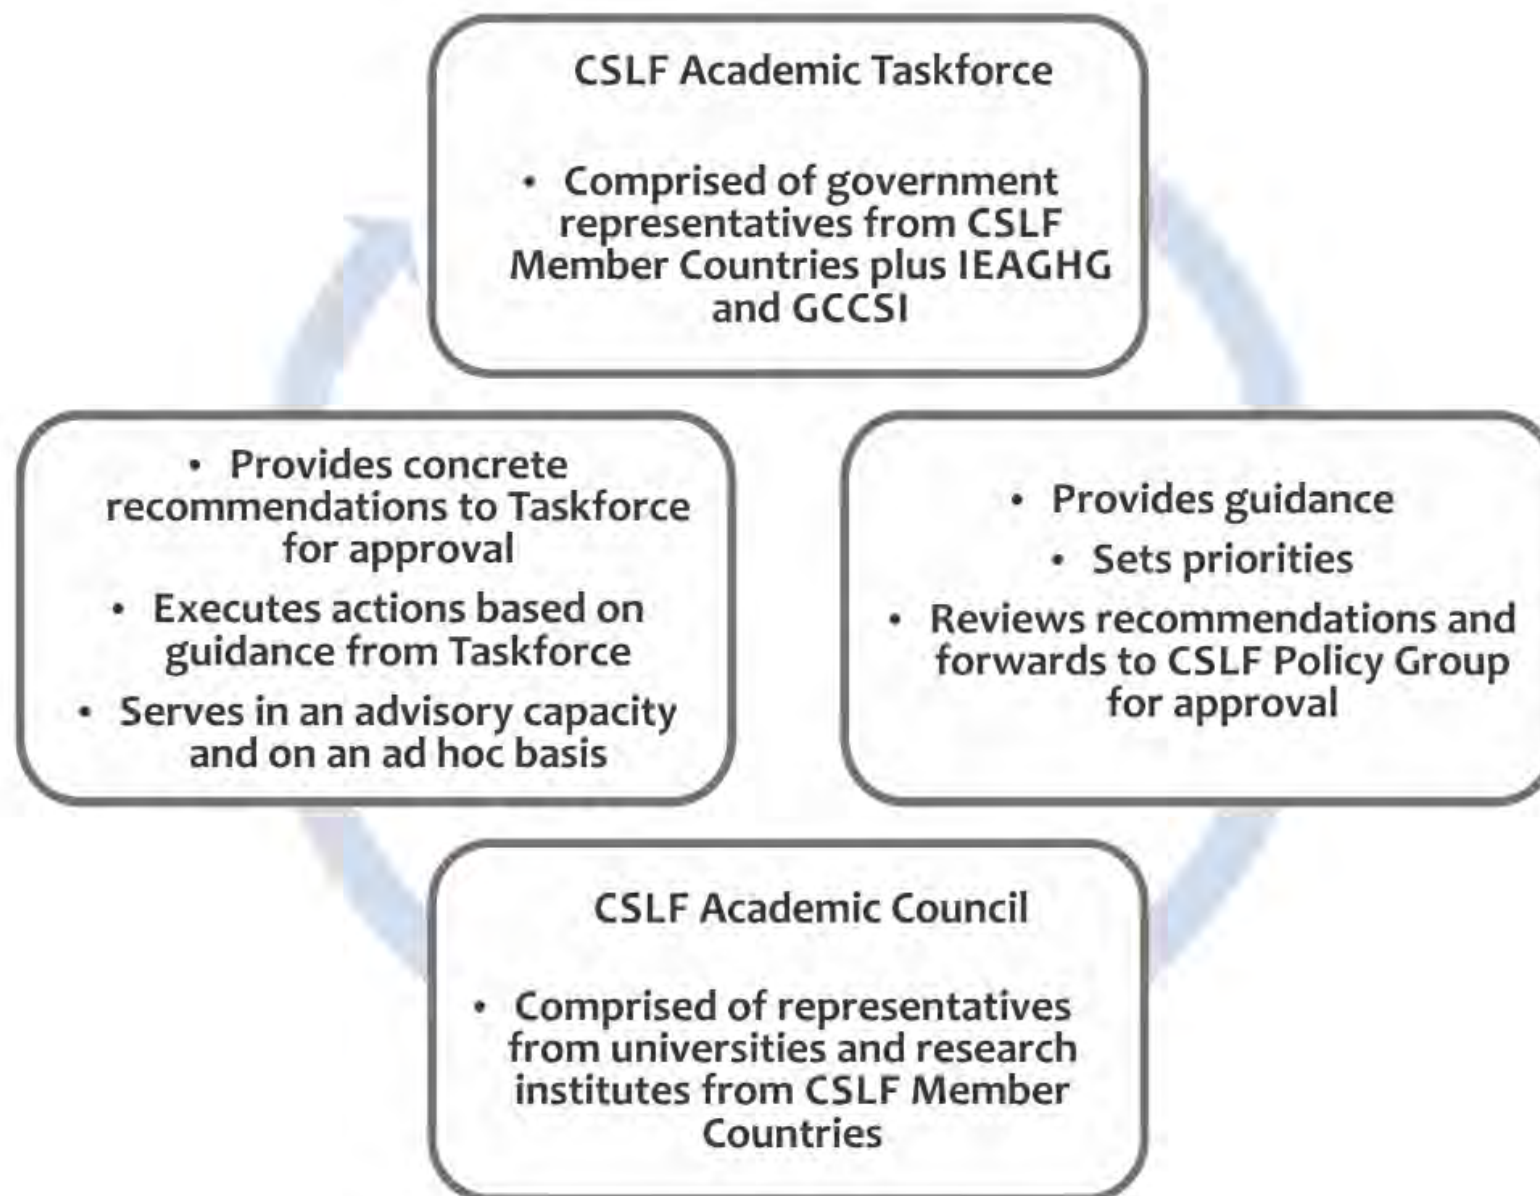 CSLF Academic Taskforce
• Comprised of government
representatives from CSLF
Member Countries plus IEAGHG
and GCCSI
• Provides concrete
recommendations to Taskforce
for approval
• Executes actions based on
guidance from Taskforce
• Serves in an advisory capacity
and on an ad hoc basis
• Provides guidance
• Sets priorities
• Reviews recommendations and
forwards to CSLF Policy Group
for approval
CSLF Academic Council
• Comprised of representatives
from universities and research
institutes from CSLF Member
Countries